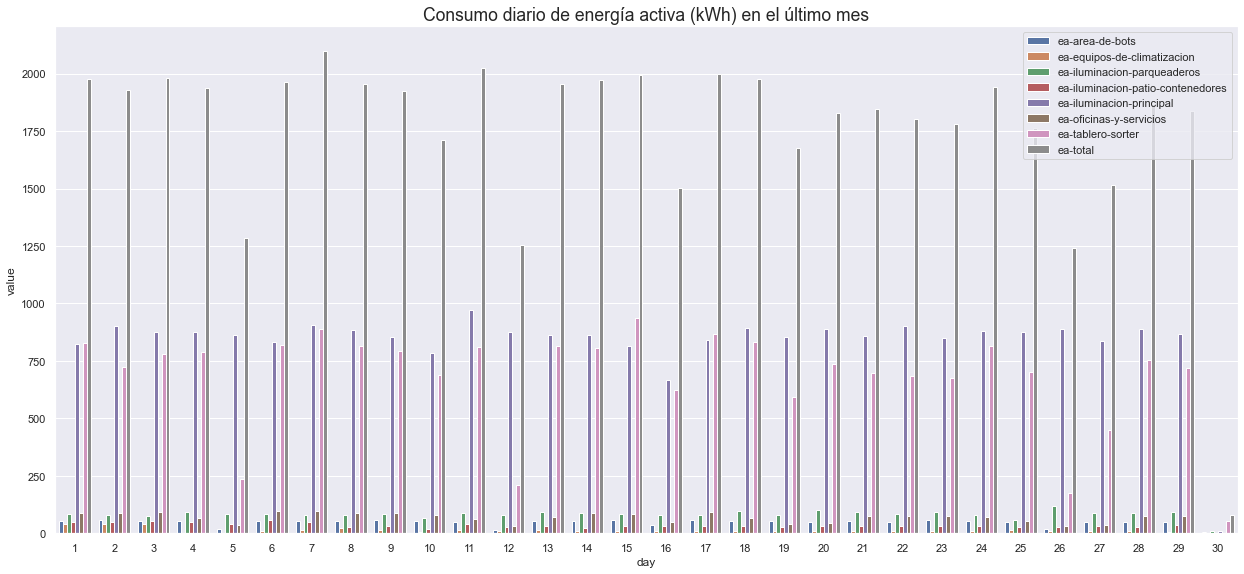 Consumo diario de energía activa (kWh) en el último mes
ea-area-de-bots
ea-equipos-de-climatizacion
ea-iluminacion-parqueaderos
ea-iluminacion-patio-contenedores
ea-iluminacion-principal
ea-oficinas-y-servicios
ea-tablero-sorter
ea-total
2000
1750
1500
1250
1000
750
500
250
0
value
1 2 3 4 5 6 7 8 9 10 11 12 13 14 15 16 17 18 19 20 21 22 23 24 25 26 27 28 29 30
day